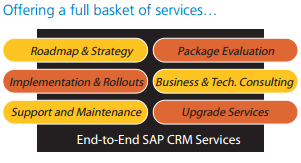 Offering a full basket of services…
Roadmap & Strategy
Package Evaluation
Implementation & Rollouts
Business & Tech. Consulting
Support and Maintenance
Upgrade Services
End-to-End SAP CRM Services